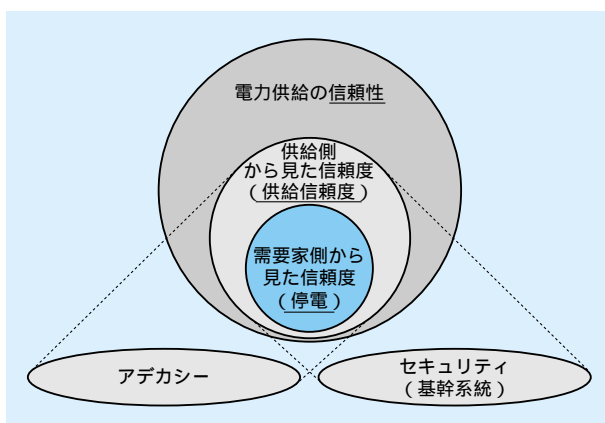 電力供給の信頼性
供給側
から見た信頼度
(供給信頼度)
需要家側から
見た信頼度
(停電)
アデカシー
セキュリティ
(基幹系統)